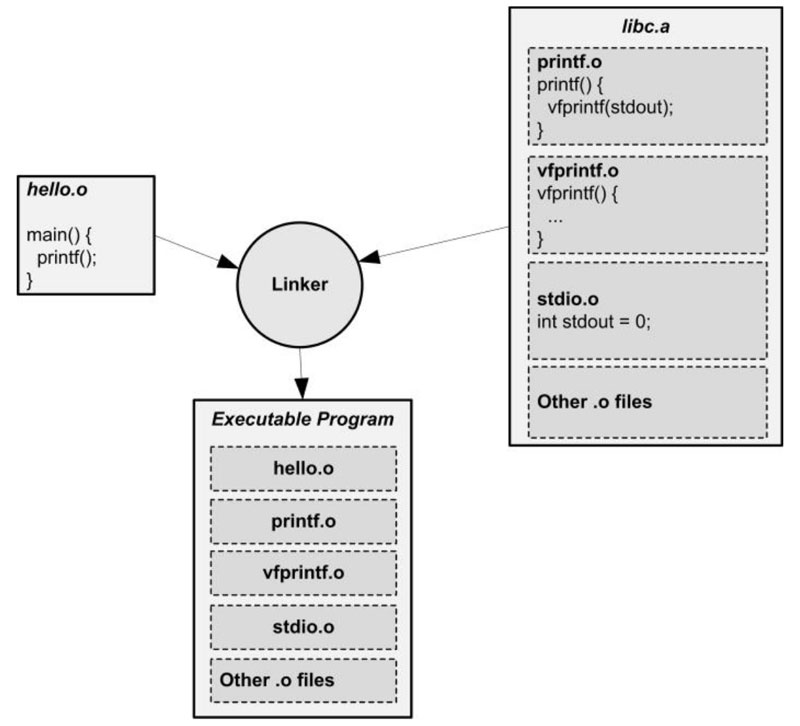 hello.o
main() {
printf();
}
Linker
libc.a
printf.o
printf() {
vfprintf(stdout);
}
vfprintf.o
vfprintf() {
...
}
stdio.o
int stdout = 0;
Other .o files
Executable Program
hello.o
printf.o
vfprintf.o
stdio.o
Other .o files